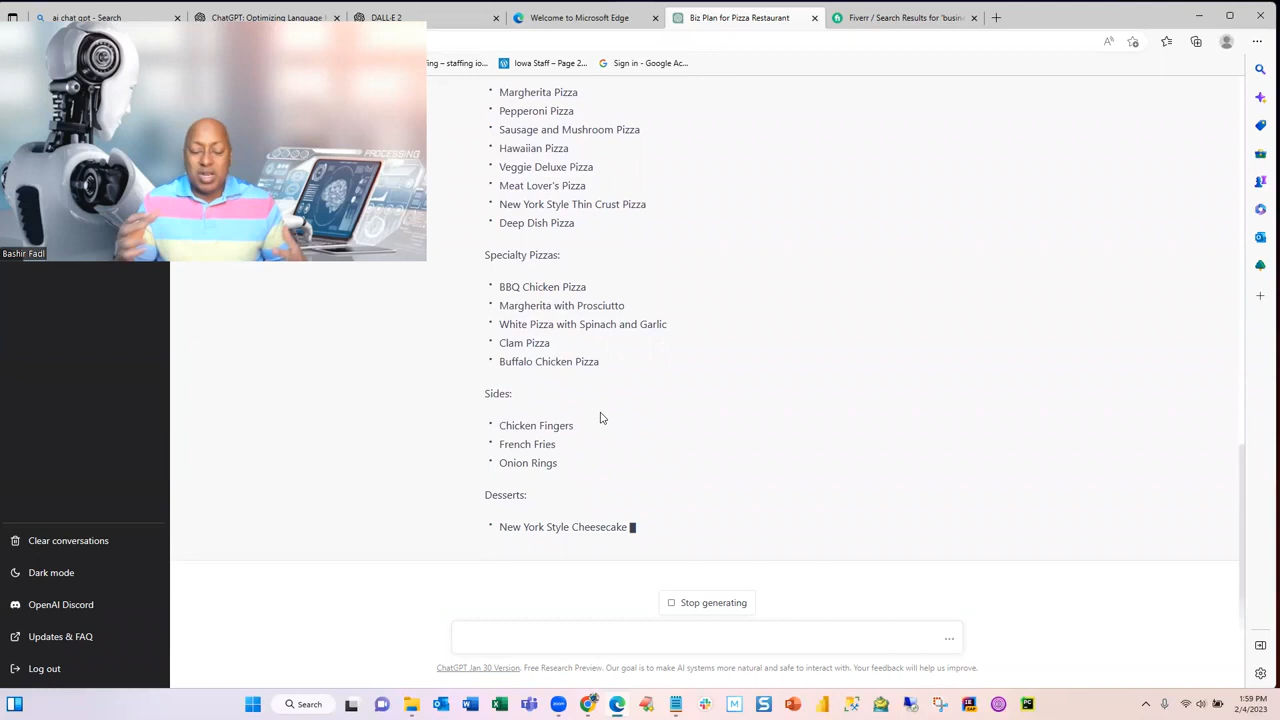 ai chat gpt - Search
ChatGPT: Optimizing Language
DALL·E 2
Welcome to Microsoft Edge
Biz Plan for Pizza Restaurant
Fiverr / Search Results for 'busin
fing – staffing io...
Iowa Staff – Page 2...
Sign in - Google Ac...
PROCESSING
Bashir Fadl
Margherita Pizza
Pepperoni Pizza
Sausage and Mushroom Pizza
Hawaiian Pizza
Veggie Deluxe Pizza
Meat Lover's Pizza
New York Style Thin Crust Pizza
Deep Dish Pizza
Specialty Pizzas:
BBQ Chicken Pizza
Margherita with Prosciutto
White Pizza with Spinach and Garlic
Clam Pizza
Buffalo Chicken Pizza
Sides:
Chicken Fingers
French Fries
Onion Rings
Desserts:
New York Style Cheesecake
Clear conversations
Dark mode
OpenAI Discord
Updates & FAQ
Log out
Stop generating
ChatGPT Jan 30 Version. Free Research Preview. Our goal is to make AI systems more natural and safe to interact with. Your feedback will help us improve.
Search
1:59 PM
2/4/2023